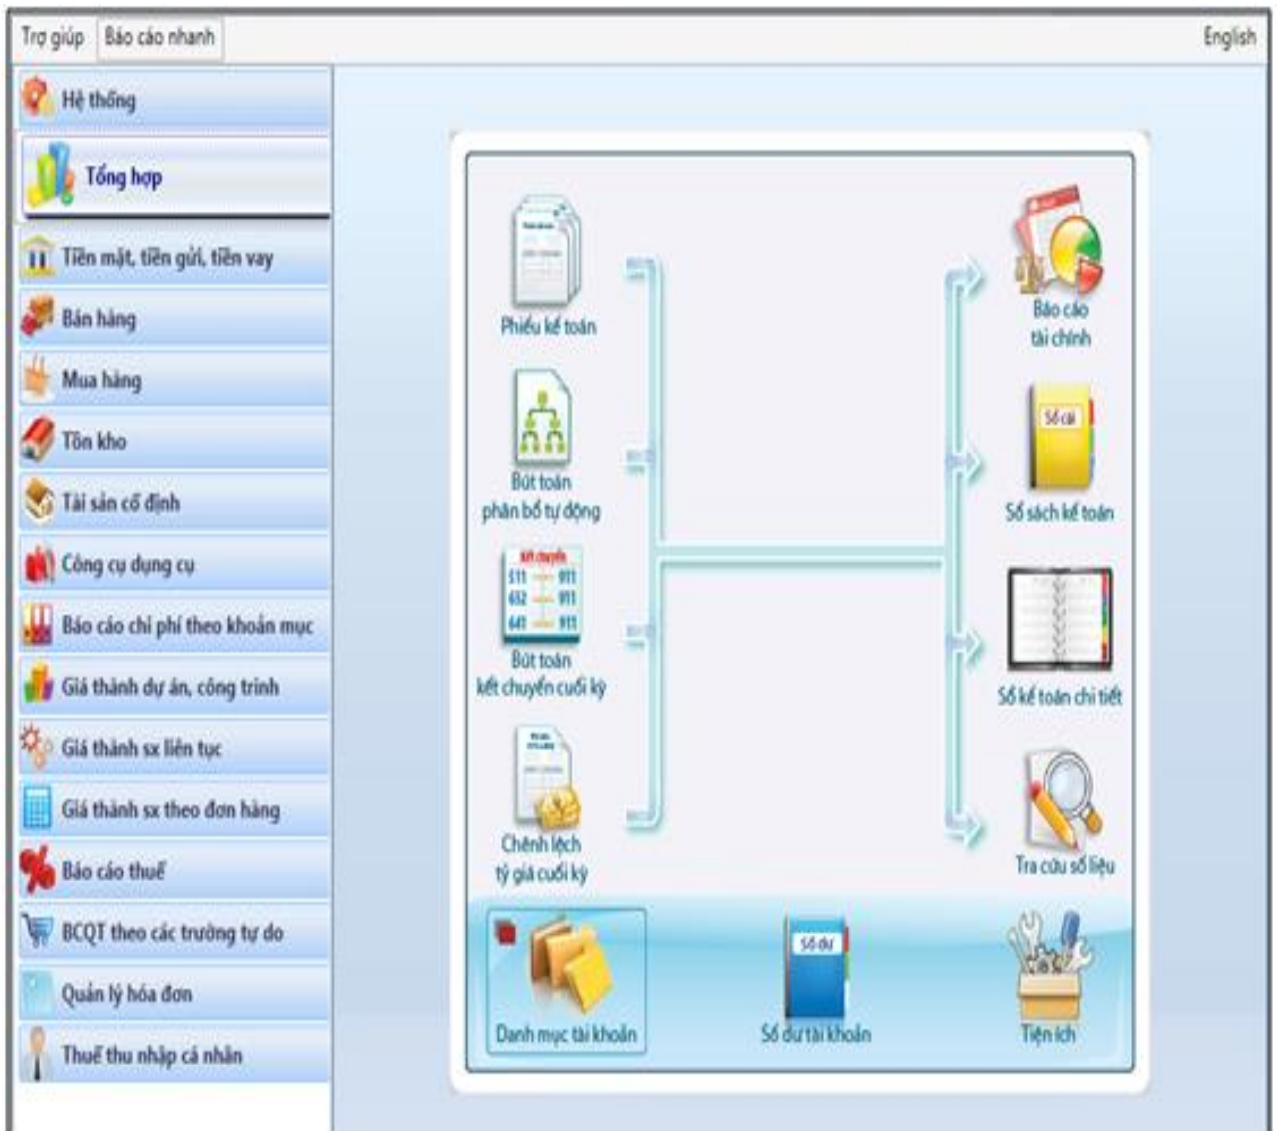 Trợ giúp Báo cáo nhanh English
Hệ thống
Tổng hợp
Tiền mặt, tiền gửi, tiền vay
Bán hàng
Mua hàng
Tồn kho
Tài sản cố định
Công cụ dụng cụ
Báo cáo chi phí theo khoản mục
Giá thành dự án, công trình
Giá thành sx liên tục
Giá thành sx theo đơn hàng
Báo cáo thuế
BCQT theo các trường tự do
Quản lý hóa đơn
Thuế thu nhập cá nhân
Phiếu kế toán
Bút toán
phân bổ tự động
Kết chuyển
511 911
632 911
641 911
Bút toán
kết chuyển cuối kỳ
Chênh lệch
tỷ giá cuối kỳ
Báo cáo
tài chính
Sổ cái
Sổ sách kế toán
Sổ kế toán chi tiết
Tra cứu số liệu
Danh mục tài khoản
Số dư
Số dư tài khoản
Tiện ích